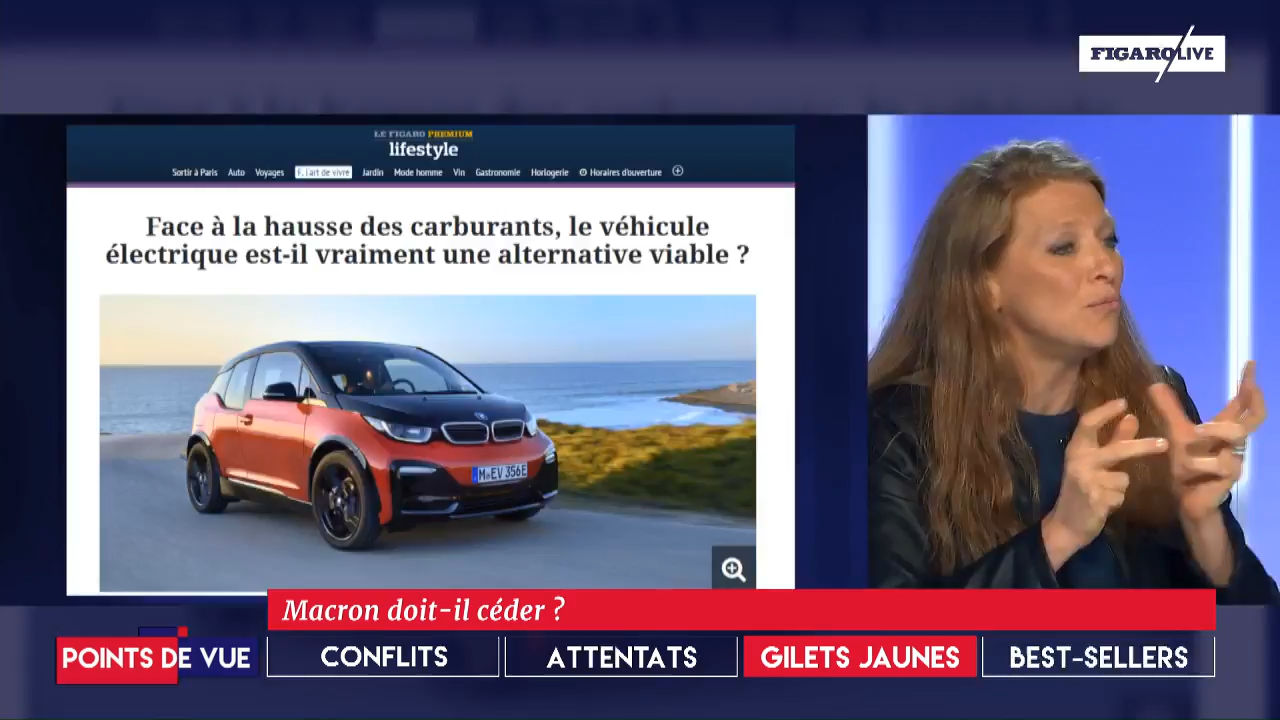 FIGARO LIVE
LE FIGARO PREMIUM
lifestyle
Sortir à Paris Auto Voyages F, l'art de vivre Jardin Mode homme Vin Gastronomie Horlogerie Horaires d'ouverture
Face à la hausse des carburants, le véhicule
électrique est-il vraiment une alternative viable ?
M EV 356E
Macron doit-il céder ?
POINTS DE VUE
CONFLITS
ATTENTATS
GILETS JAUNES
BEST-SELLERS